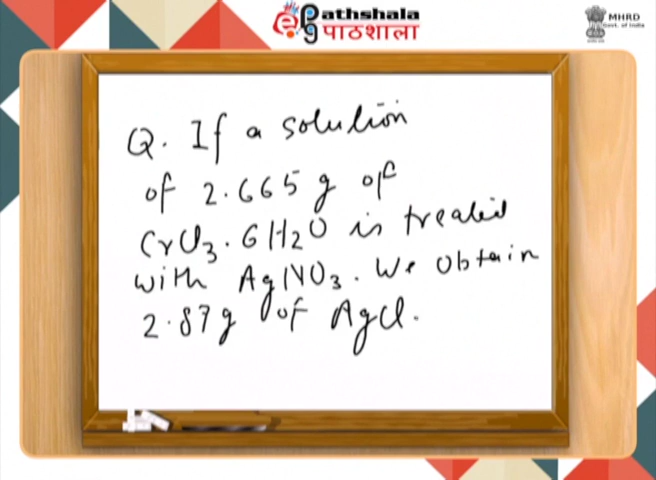 ePathshala
पाठशाला
MHRD
Govt. of India
Q. If a solution
of 2.665 g of
CrCl3.6H2O is treated
with AgNO3. We obtain
2.87g of AgCl.